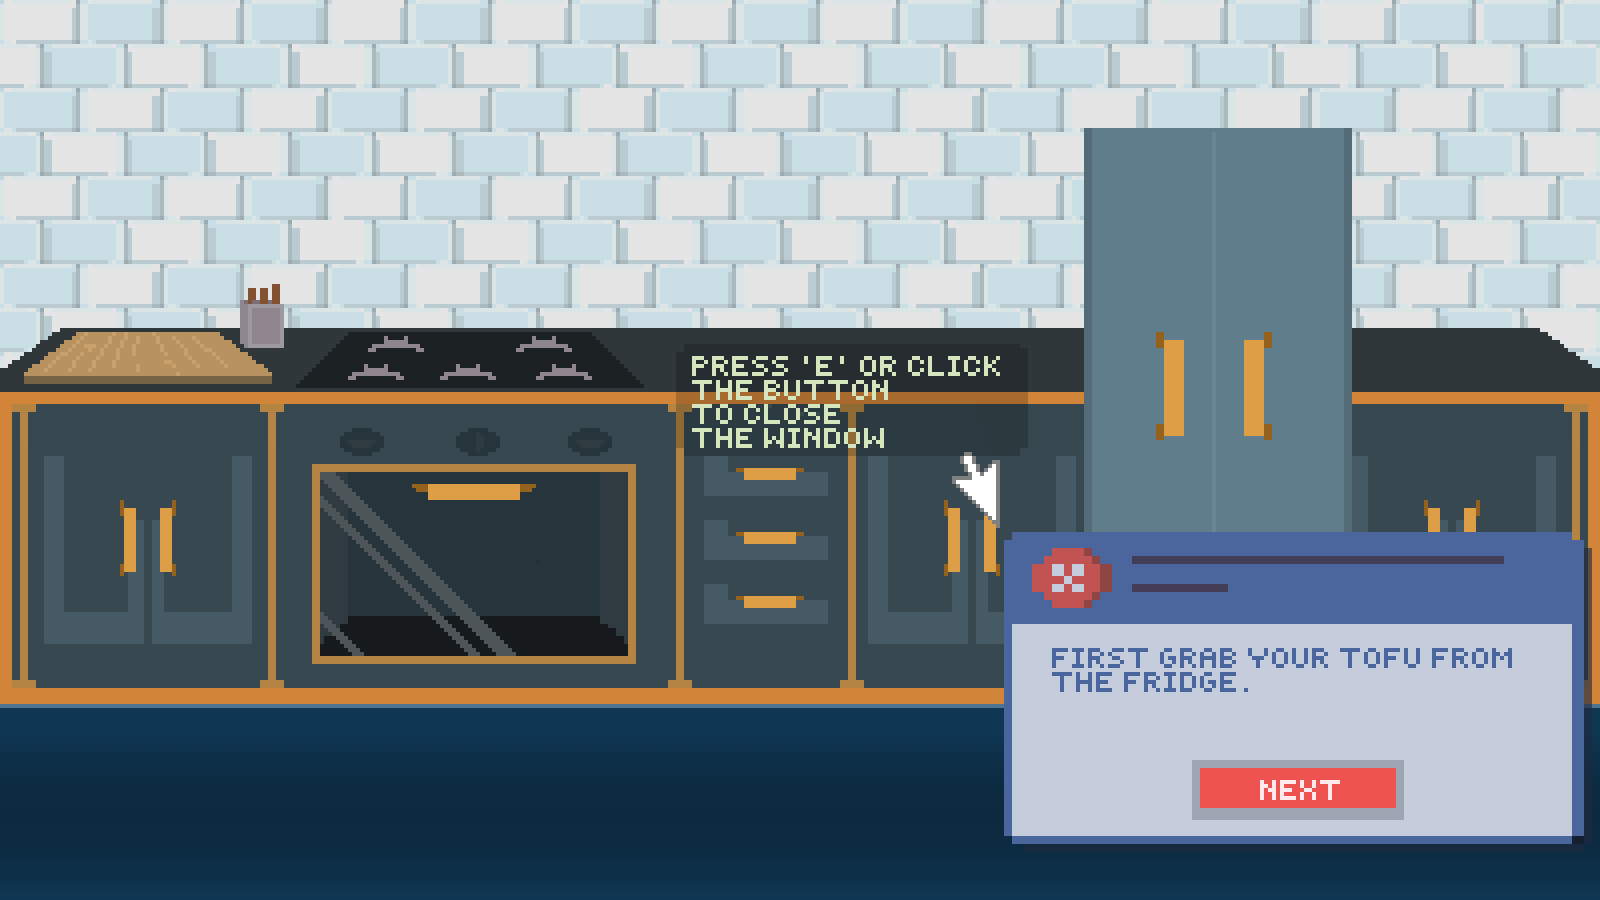 PRESS 'E' OR CLICK
THE BUTTON
TO CLOSE
THE WINDOW
FIRST GRAB YOUR TOFU FROM
THE FRIDGE.
NEXT